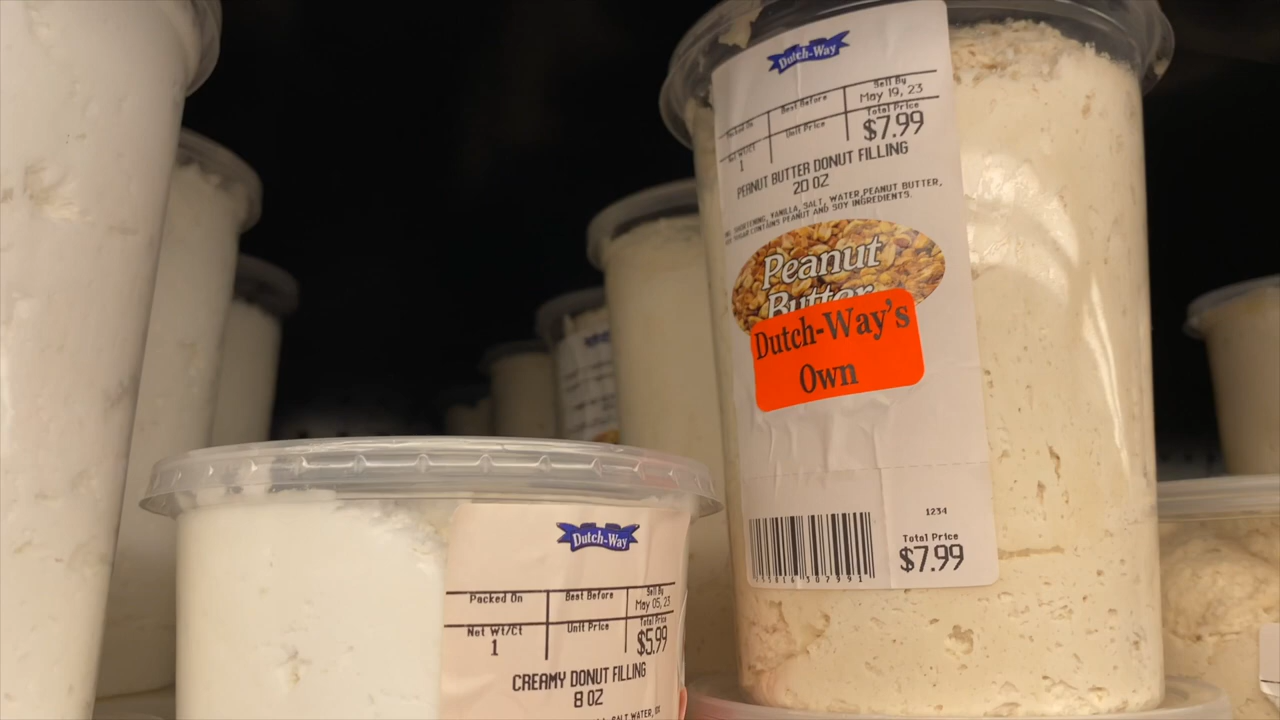 Dutch-Way
Packed On
Best Before
Sell By
May 19, 23
Net Wt/Ct
1
Unit Price
Total Price
$7.99
PEANUT BUTTER DONUT FILLING
20 OZ
SHORTENING, VANILLA, SALT, WATER,PEANUT BUTTER,
SUGAR CONTAINS PEANUT AND SOY INGREDIENTS.
Peanut
Butter
Dutch-Way's
Own
1234
Total Price
$7.99
Dutch-Way
Packed On
Best Before
Sell By
May 05, 23
Net Wt/Ct
1
Unit Price
Total Price
$5.99
CREAMY DONUT FILLING
8 OZ
SALT WATER,